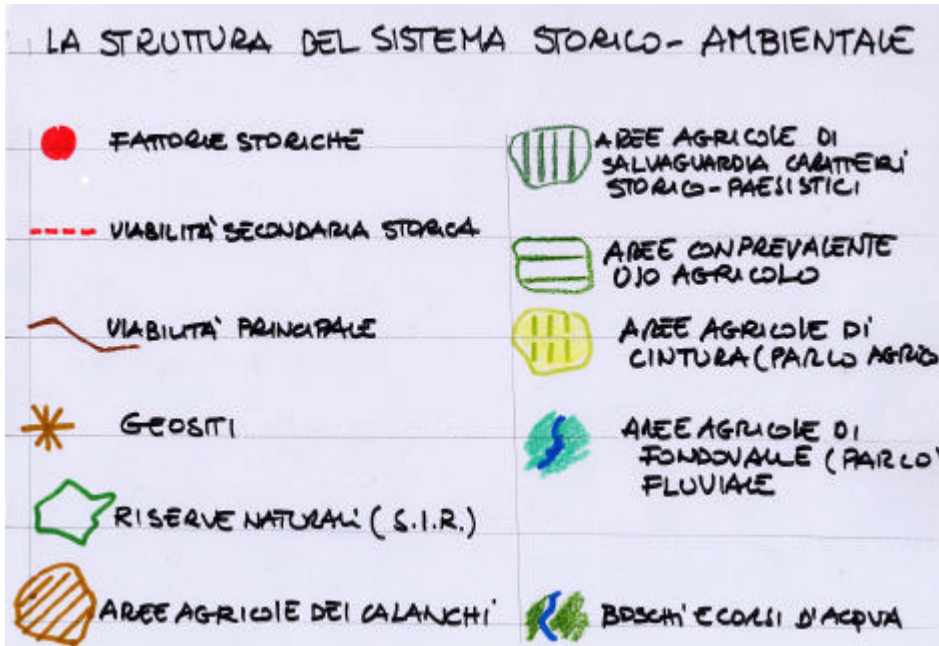 LA STRUTTURA DEL SISTEMA STORICO-AMBIENTALE
FATTORIE STORICHE
VIABILITÀ SECONDARIA STORICA
VIABILITÀ PRINCIPALE
GEOSITI
RISERVE NATURALI (S.I.R.)
AREE AGRICOLE DEI CALANCHI
AREE AGRICOLE DI
SALVAGUARDIA CARATTERI
STORICO-PAESISTICI
AREE CON PREVALENTE
USO AGRICOLO
AREE AGRICOLE DI
CINTURA (PARCO AGRIC
AREE AGRICOLE DI
FONDOVALLE (PARCO
FLUVIALE
BOSCHI E CORSI D'ACQUA